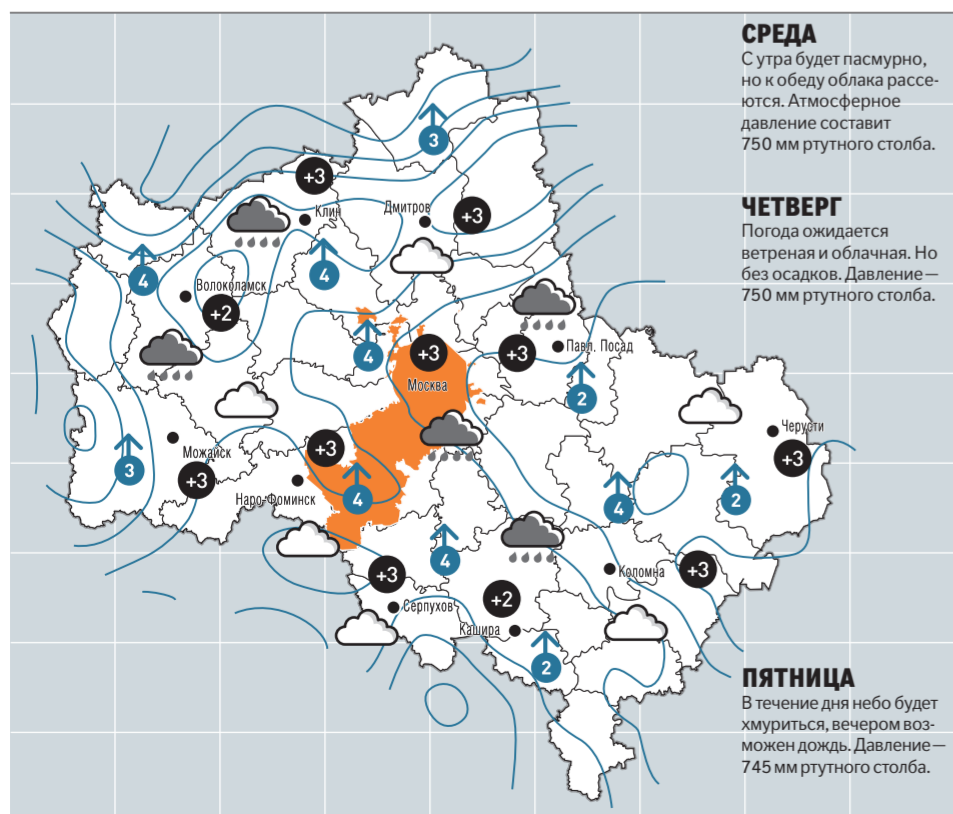 СРЕДА
С утра будет пасмурно,
но к обеду облака рассе-
ются. Атмосферное
давление составит
750 мм ртутного столба.
ЧЕТВЕРГ
Погода ожидается
ветреная и облачная. Но
без осадков. Давление—
750 мм ртутного столба.
ПЯТНИЦА
В течение дня небо будет
хмуриться, вечером воз-
можен дождь. Давление—
745 мм ртутного столба.
3
+3
Клин
Дмитров
+3
4
4
Волоколамск
+2
4
+3
Москва
+3
Павл. Посад
2
Черусти
+3
Можайск
3
+3
+3
Наро-Фоминск
4
4
2
+3
4
Коломна
+3
Серпухов
+2
Кашира
2